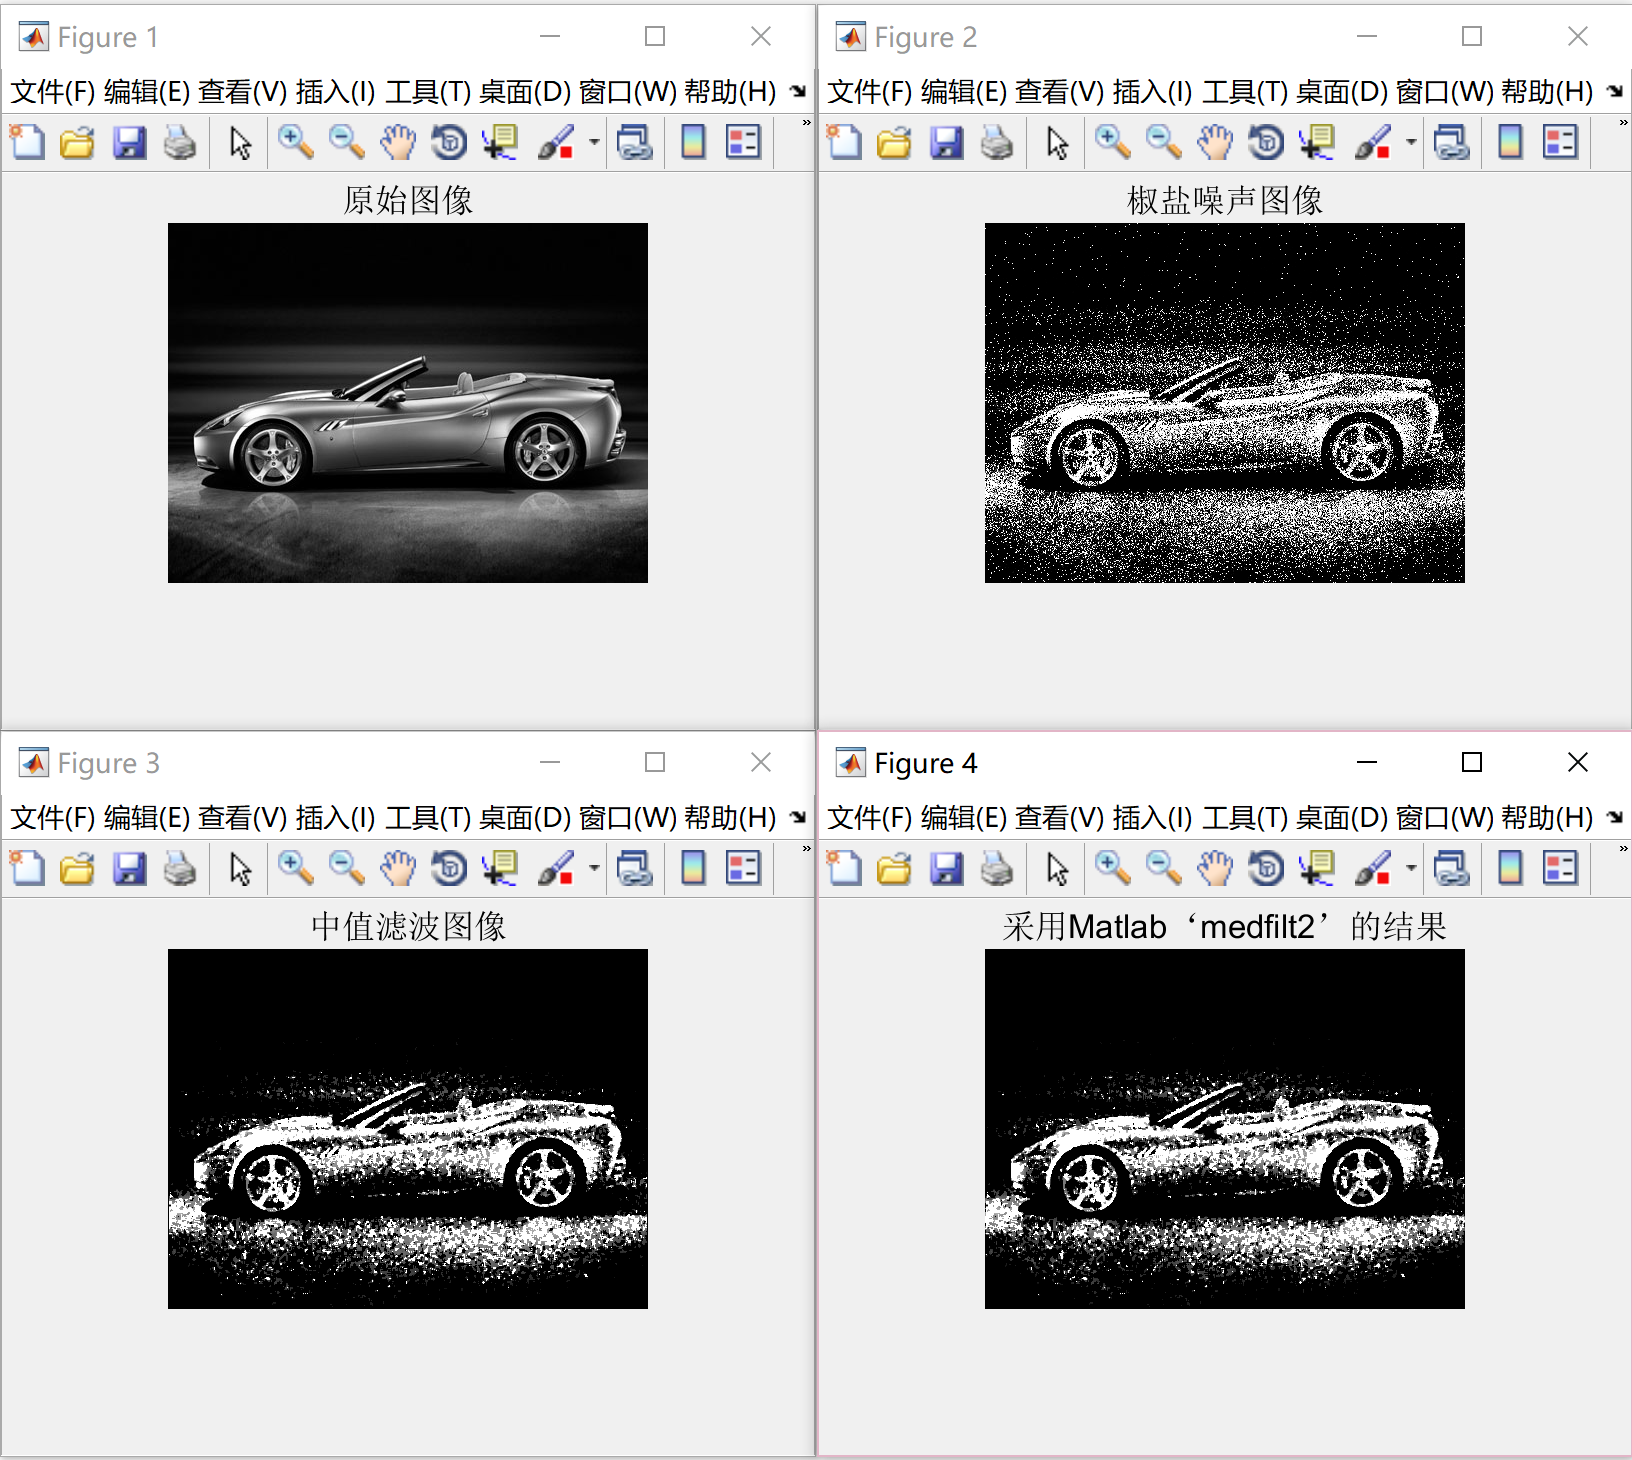 Figure 1
文件(F) 编辑(E) 查看(V) 插入(I) 工具(T) 桌面(D) 窗口(W) 帮助(H)
原始图像
Figure 2
文件(F) 编辑(E) 查看(V) 插入(I) 工具(T) 桌面(D) 窗口(W) 帮助(H)
椒盐噪声图像
Figure 3
文件(F) 编辑(E) 查看(V) 插入(I) 工具(T) 桌面(D) 窗口(W) 帮助(H)
中值滤波图像
Figure 4
文件(F) 编辑(E) 查看(V) 插入(I) 工具(T) 桌面(D) 窗口(W) 帮助(H)
采用Matlab‘medfilt2’的结果